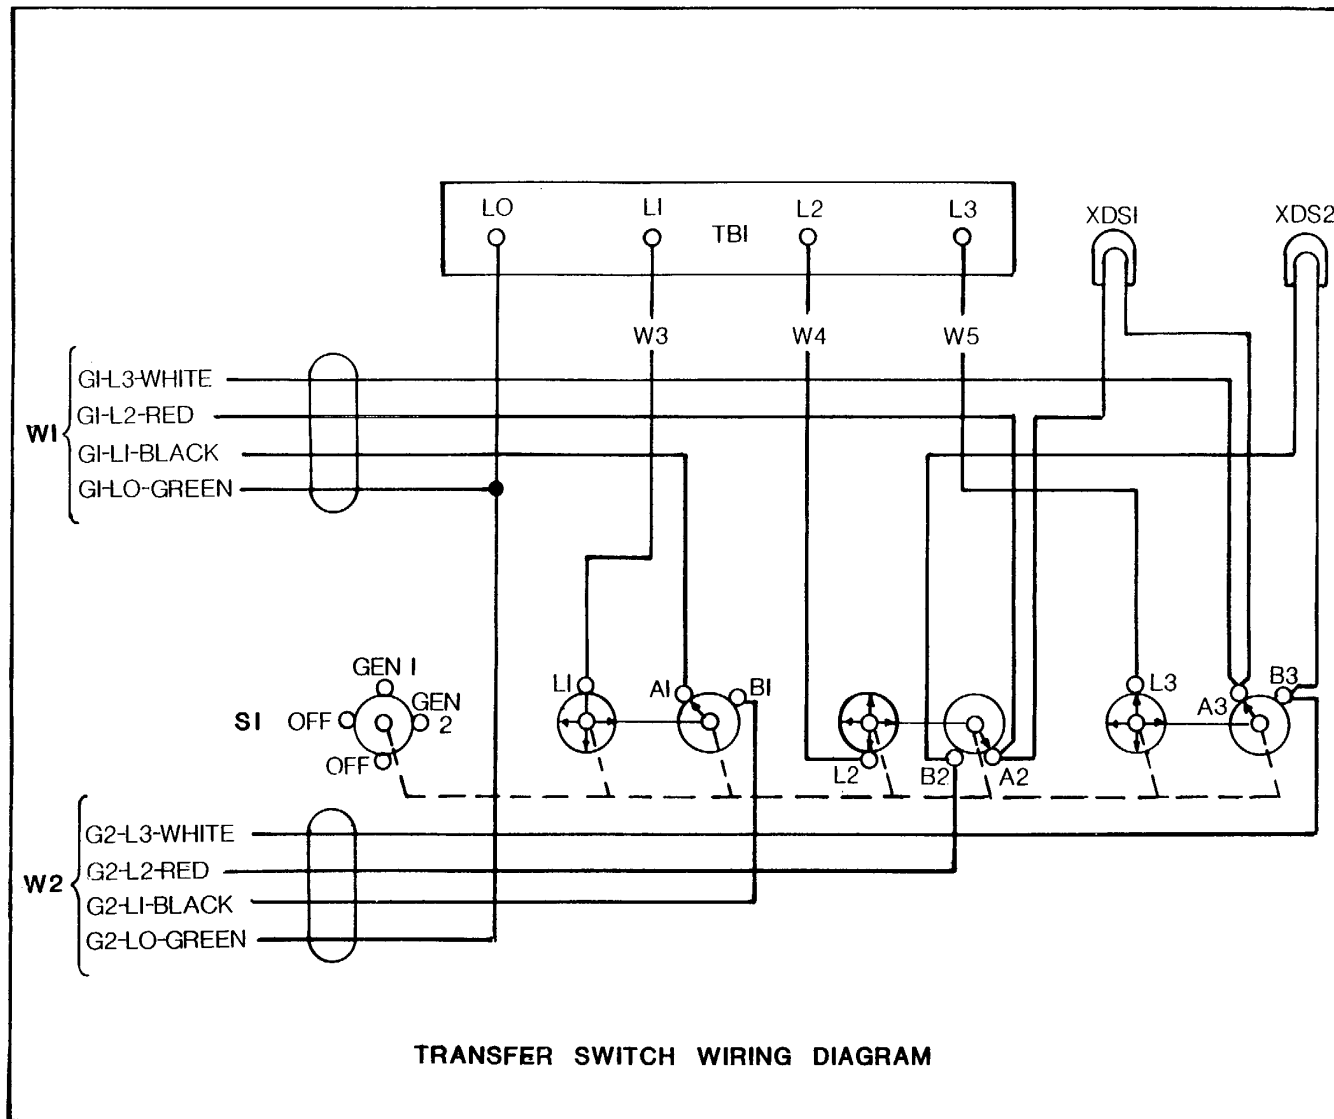 LO L1 L2 L3
TB1
XDS1 XDS2
W3 W4 W5
W1
G1-L3-WHITE
G1-L2-RED
G1-L1-BLACK
G1-LO-GREEN
S1
GEN 1
GEN 2
OFF
OFF
L1 A1 B1
L2 B2 A2
L3 A3 B3
W2
G2-L3-WHITE
G2-L2-RED
G2-L1-BLACK
G2-LO-GREEN
TRANSFER SWITCH WIRING DIAGRAM